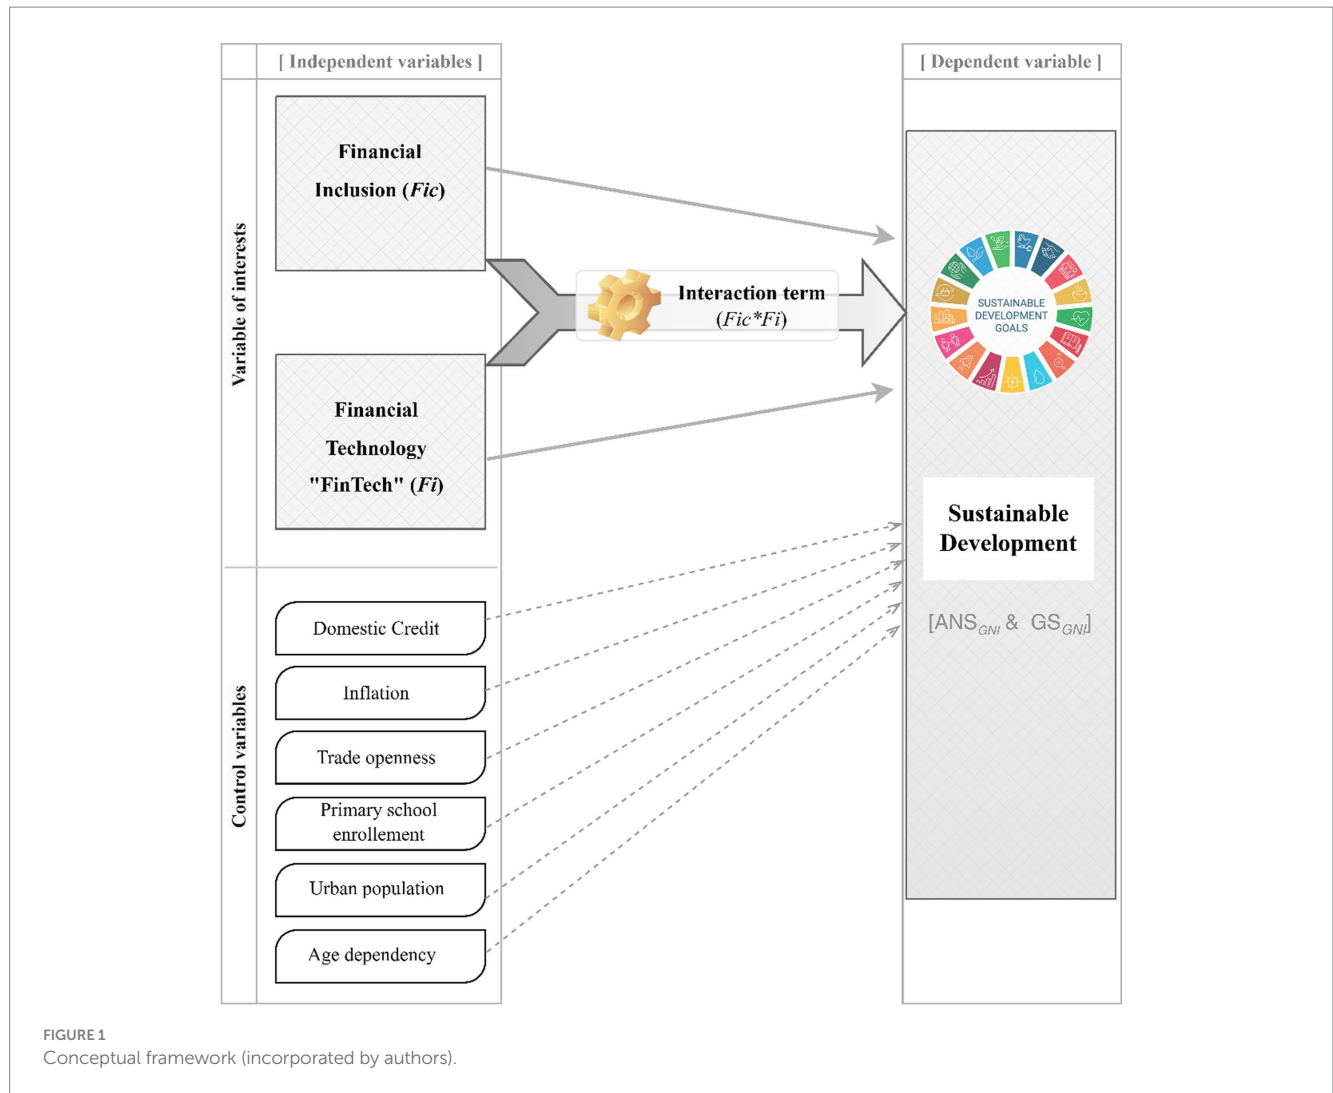 [ Independent variables ]
[ Dependent variable ]
Variable of interests
Financial
Inclusion (Fic)
Interaction term
(Fic*Fi)
Financial
Technology
"FinTech" (Fi)
SUSTAINABLE
DEVELOPMENT
GOALS
Sustainable
Development
[ANSGNI & GSGNI]
Control variables
Domestic Credit
Inflation
Trade openness
Primary school
enrollement
Urban population
Age dependency
FIGURE 1
Conceptual framework (incorporated by authors).